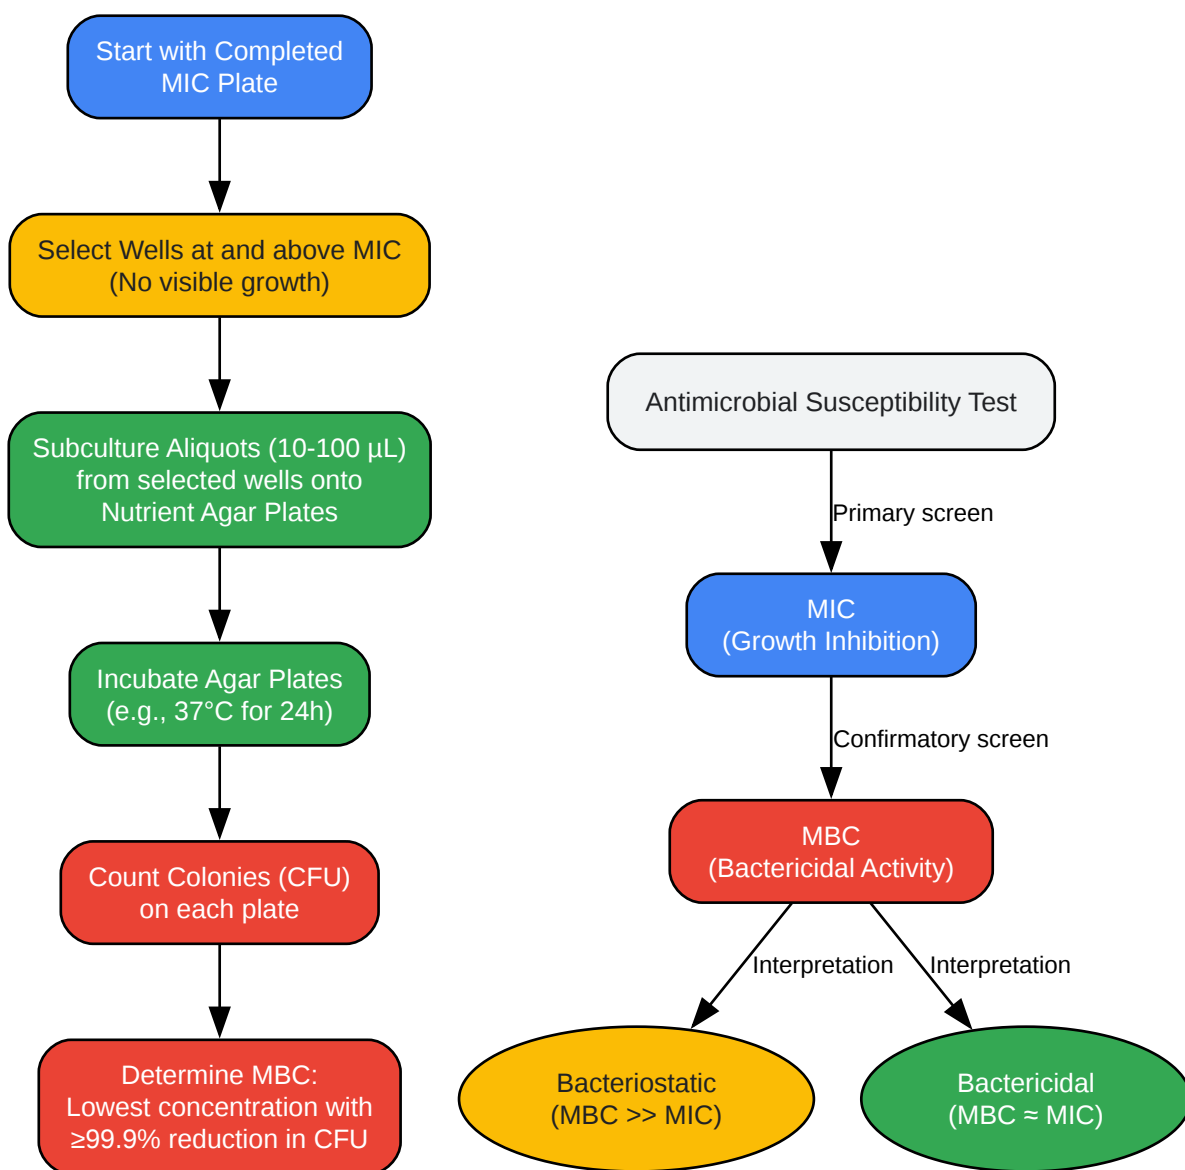 Start with Completed
MIC Plate
Select Wells at and above MIC
(No visible growth)
Subculture Aliquots (10-100 µL)
from selected wells onto
Nutrient Agar Plates
Incubate Agar Plates
(e.g., 37°C for 24h)
Count Colonies (CFU)
on each plate
Determine MBC:
Lowest concentration with
≥99.9% reduction in CFU
Antimicrobial Susceptibility Test
Primary screen
MIC
(Growth Inhibition)
Confirmatory screen
MBC
(Bactericidal Activity)
Interpretation
Interpretation
Bacteriostatic
(MBC >> MIC)
Bactericidal
(MBC ≈ MIC)